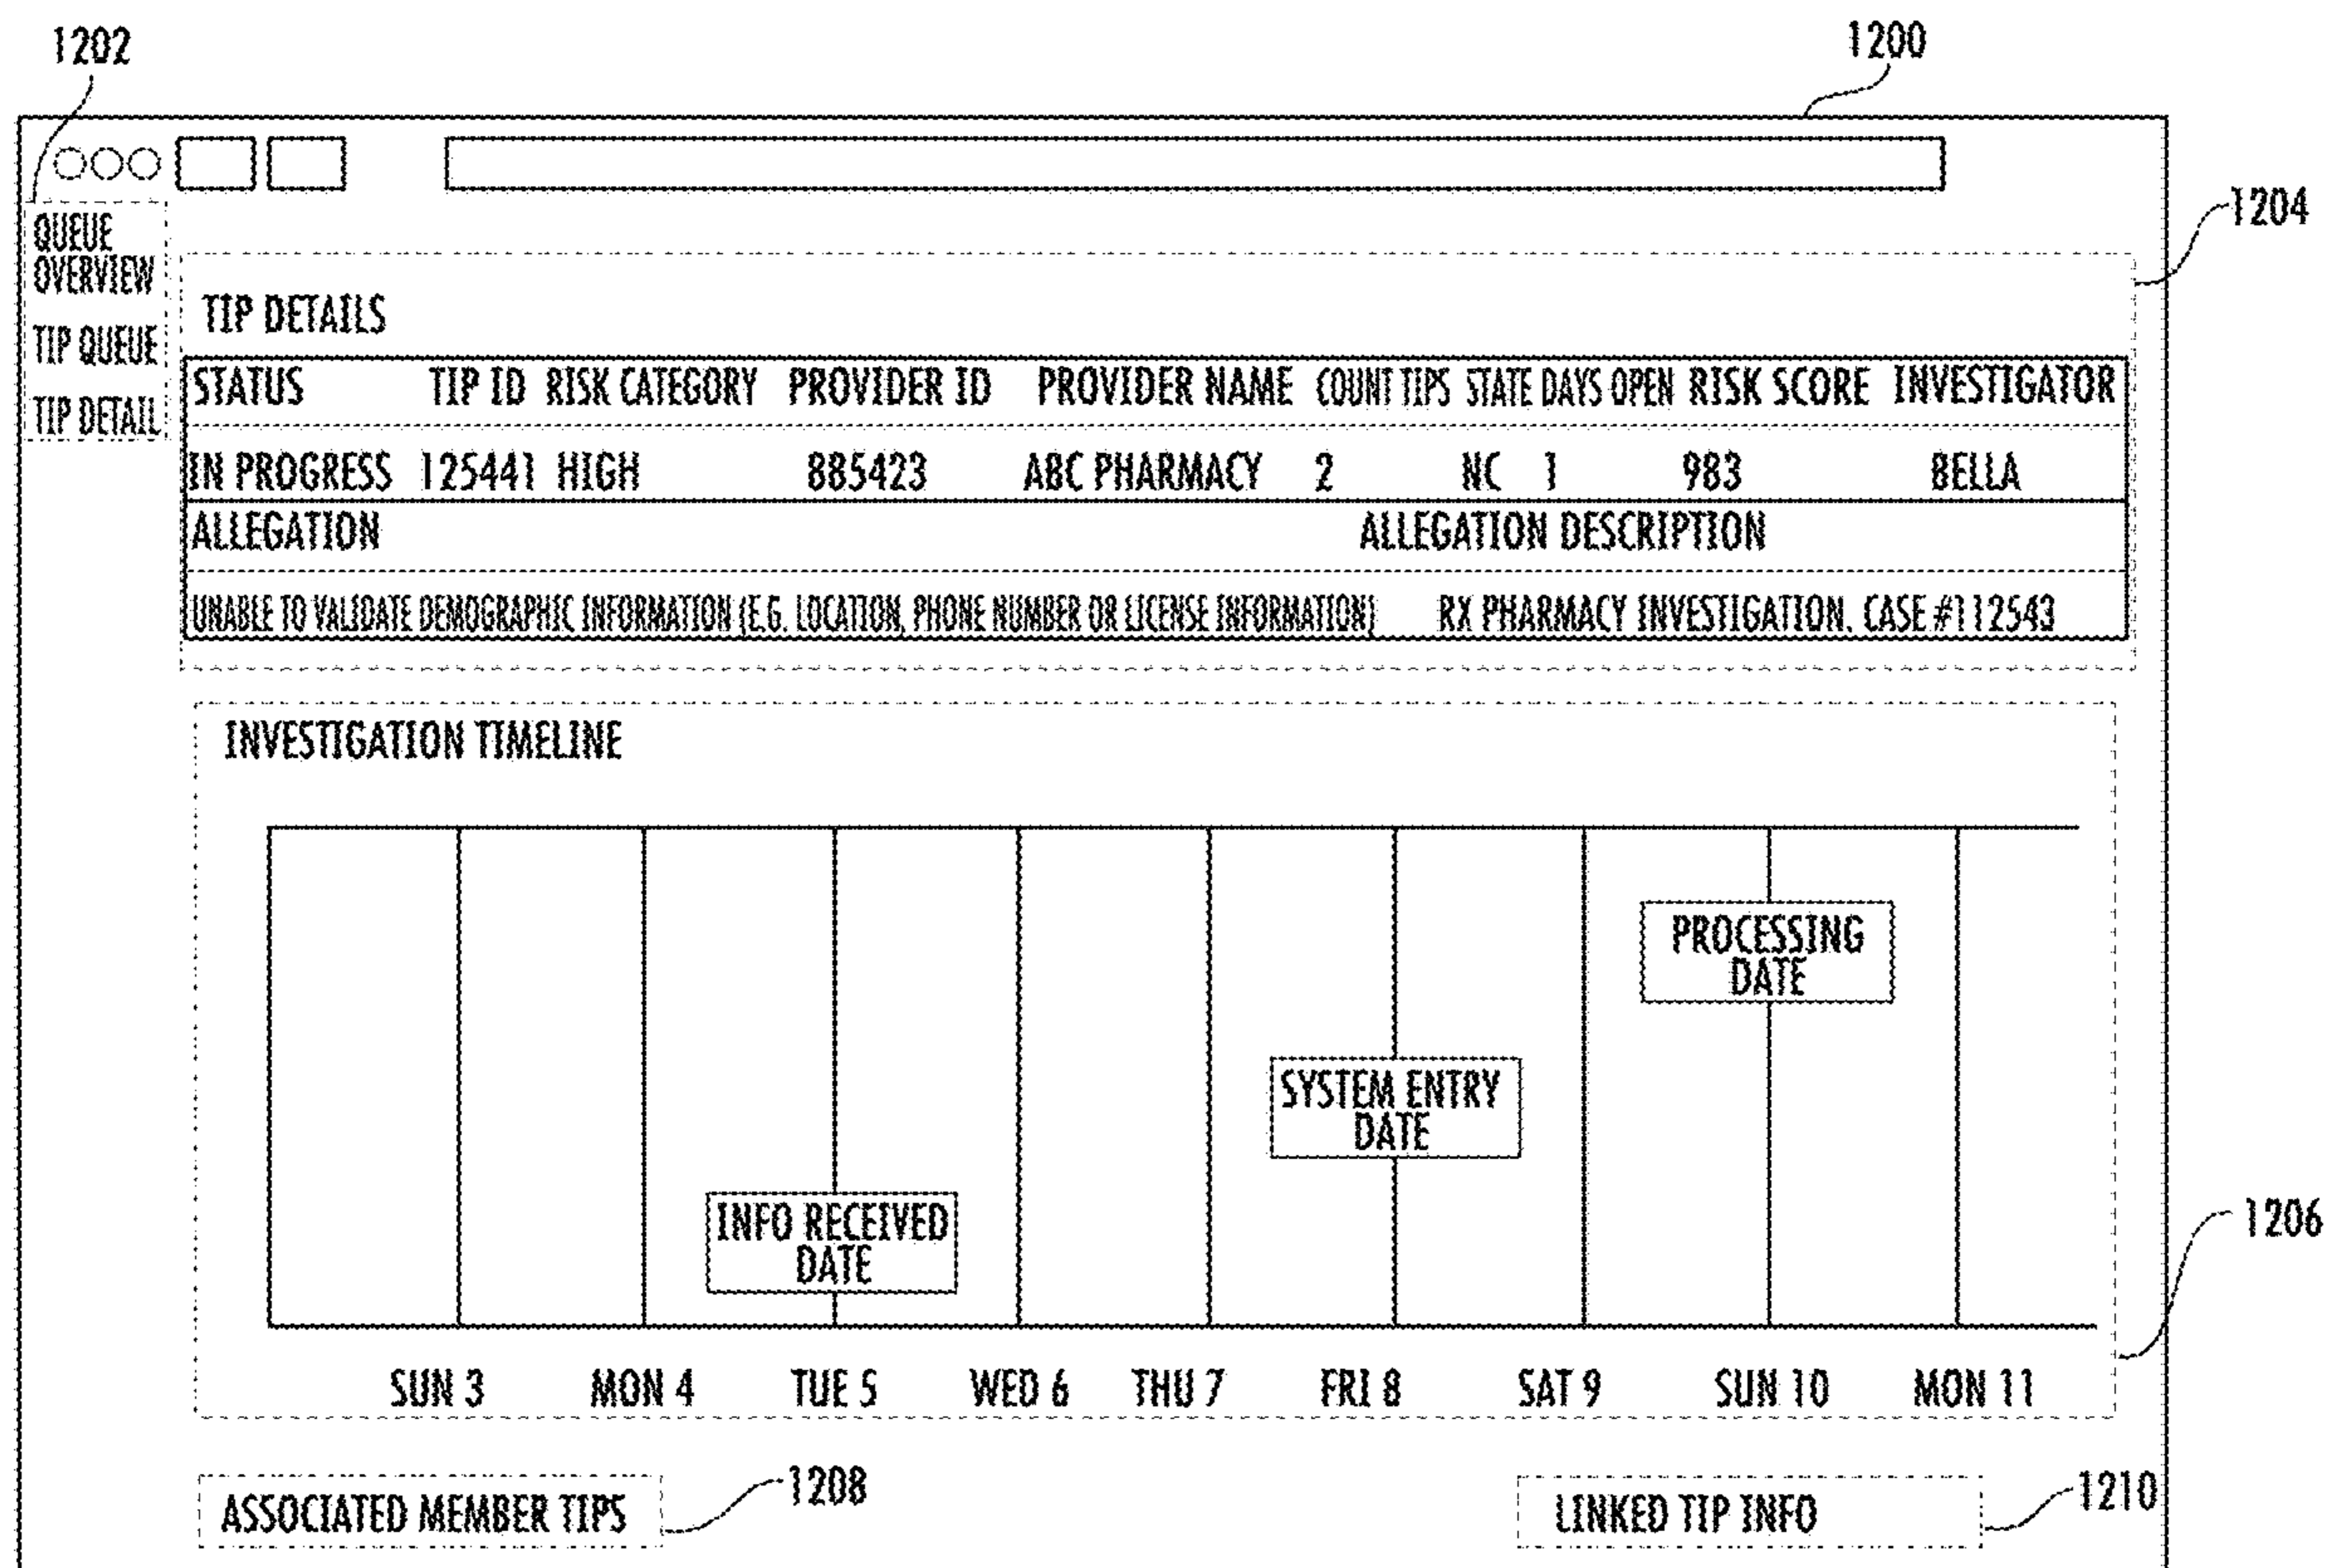 1202
1200
QUEUE
OVERVIEW
TIP QUEUE
TIP DETAIL
1204
TIP DETAILS
STATUS TIP ID RISK CATEGORY PROVIDER ID PROVIDER NAME COUNT TIPS STATE DAYS OPEN RISK SCORE INVESTIGATOR
IN PROGRESS 125441 HIGH 885423 ABC PHARMACY 2 NC 1 983 BELLA
ALLEGATION ALLEGATION DESCRIPTION
UNABLE TO VALIDATE DEMOGRAPHIC INFORMATION (E.G. LOCATION, PHONE NUMBER OR LICENSE INFORMATION) RX PHARMACY INVESTIGATION. CASE #112543
INVESTIGATION TIMELINE
PROCESSING
DATE
SYSTEM ENTRY
DATE
INFO RECEIVED
DATE
1206
SUN 3 MON 4 TUE 5 WED 6 THU 7 FRI 8 SAT 9 SUN 10 MON 11
ASSOCIATED MEMBER TIPS
1208
LINKED TIP INFO
1210